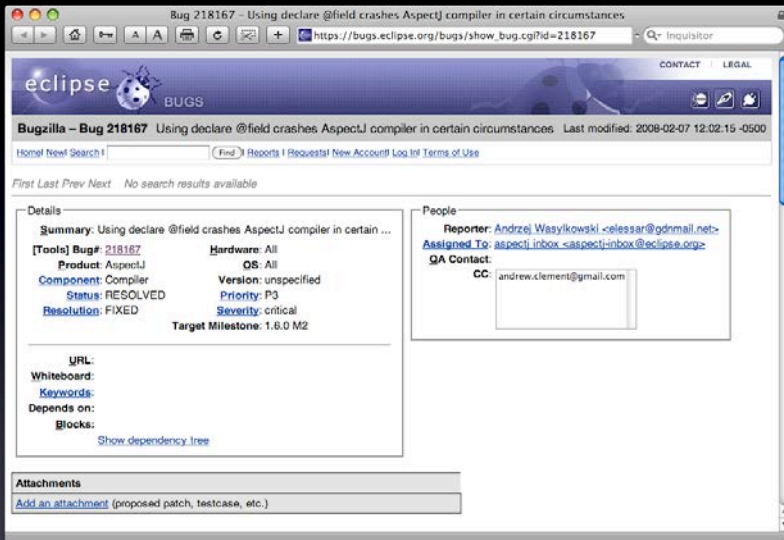 Bug 218167 – Using declare @field crashes AspectJ compiler in certain circumstances
A A + https://bugs.eclipse.org/bugs/show_bug.cgi?id=218167 Q- Inquisitor
CONTACT | LEGAL
eclipse
BUGS
Bugzilla – Bug 218167 Using declare @field crashes AspectJ compiler in certain circumstances Last modified: 2008-02-07 12:02:15 -0500
Home| New| Search| Find | Reports | Requests| New Account| Log In| Terms of Use
First Last Prev Next No search results available
Details
Summary: Using declare @field crashes AspectJ compiler in certain ...
[Tools] Bug#: 218167 Hardware: All
Product: AspectJ OS: All
Component: Compiler Version: unspecified
Status: RESOLVED Priority: P3
Resolution: FIXED Severity: critical
Target Milestone: 1.6.0 M2
URL:
Whiteboard:
Keywords:
Depends on:
Blocks:
Show dependency tree
People
Reporter: Andrzej Wasylkowski <elessar@gdnmail.net>
Assigned To: aspectj inbox <aspectj-inbox@eclipse.org>
QA Contact:
CC: andrew.clement@gmail.com
Attachments
Add an attachment (proposed patch, testcase, etc.)